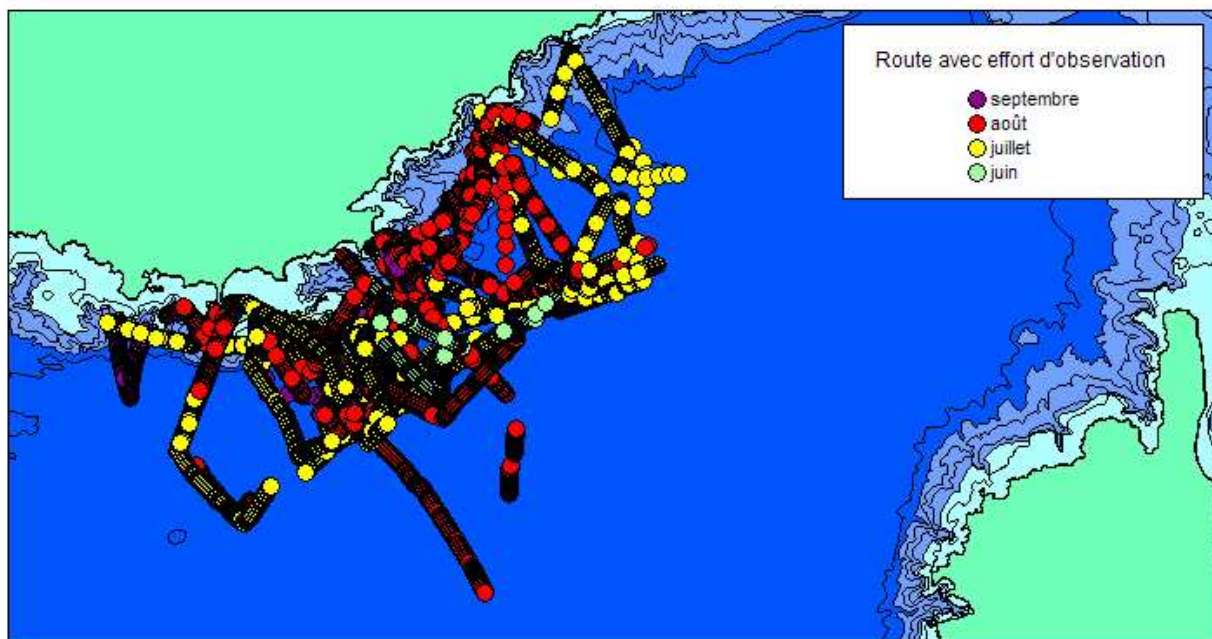 Route avec effort d'observation
septembre
août
juillet
juin